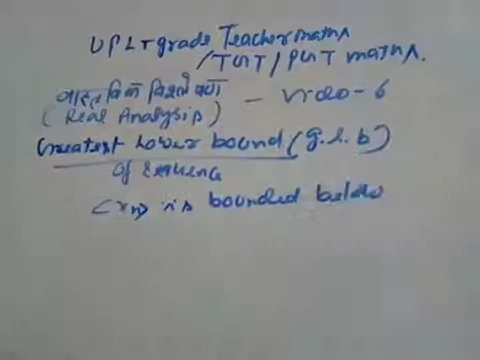 UP LT grade Teacher maths
/TGT/PGT maths.
वास्तविक विश्लेषण - video-6
(Real Analysis)
Greatest lower bound (g.l.b)
of sequence
<xn> is bounded below